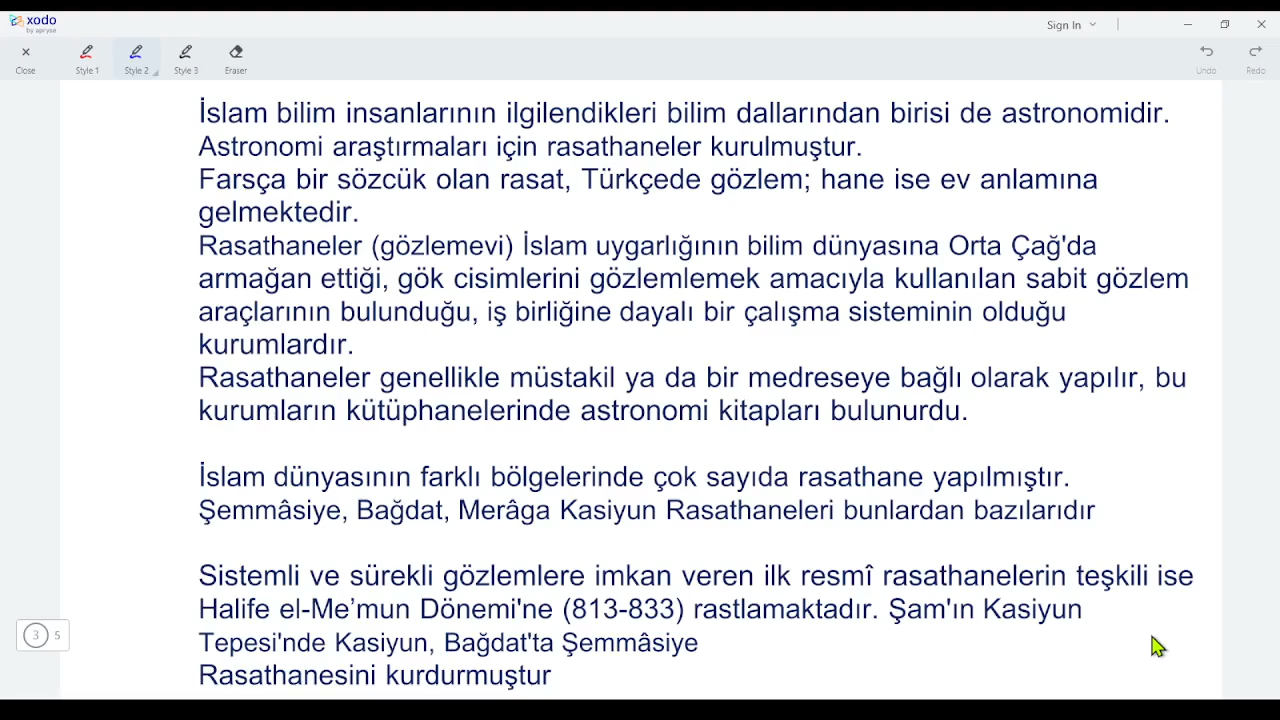 xodo
by apryse
Sign In
Close
Style 1
Style 2
Style 3
Eraser
Undo
Redo
İslam bilim insanlarının ilgilendikleri bilim dallarından birisi de astronomidir.
Astronomi araştırmaları için rasathaneler kurulmuştur.
Farsça bir sözcük olan rasat, Türkçede gözlem; hane ise ev anlamına
gelmektedir.
Rasathaneler (gözlemevi) İslam uygarlığının bilim dünyasına Orta Çağ'da
armağan ettiği, gök cisimlerini gözlemlemek amacıyla kullanılan sabit gözlem
araçlarının bulunduğu, iş birliğine dayalı bir çalışma sisteminin olduğu
kurumlardır.
Rasathaneler genellikle müstakil ya da bir medreseye bağlı olarak yapılır, bu
kurumların kütüphanelerinde astronomi kitapları bulunurdu.
İslam dünyasının farklı bölgelerinde çok sayıda rasathane yapılmıştır.
Şemmâsiye, Bağdat, Merâga Kasiyun Rasathaneleri bunlardan bazılarıdır
Sistemli ve sürekli gözlemlere imkan veren ilk resmî rasathanelerin teşkili ise
Halife el-Me’mun Dönemi'ne (813-833) rastlamaktadır. Şam'ın Kasiyun
Tepesi'nde Kasiyun, Bağdat'ta Şemmâsiye
Rasathanesini kurdurmuştur
3 5